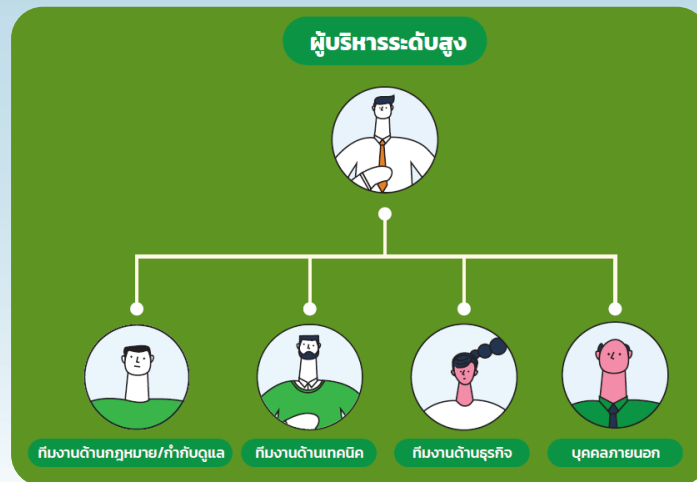 ผู้บริหารระดับสูง
ทีมงานด้านกฎหมาย/กำกับดูแล
ทีมงานด้านเทคนิค
ทีมงานด้านธุรกิจ
บุคคลภายนอก